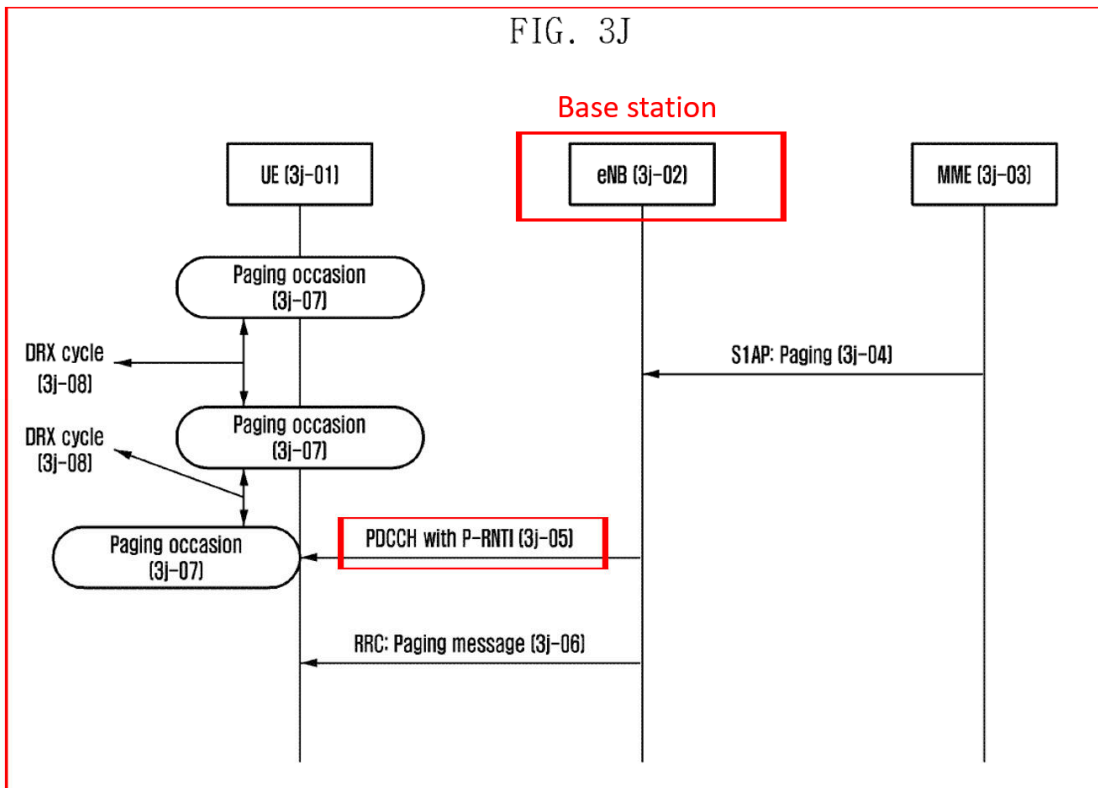 FIG. 3J
Base station
UE (3j-01)
eNB (3j-02)
MME (3j-03)
Paging occasion
(3j-07)
DRX cycle
(3j-08)
S1AP: Paging (3j-04)
Paging occasion
(3j-07)
DRX cycle
(3j-08)
PDCCH with P-RNTI (3j-05)
Paging occasion
(3j-07)
RRC: Paging message (3j-06)